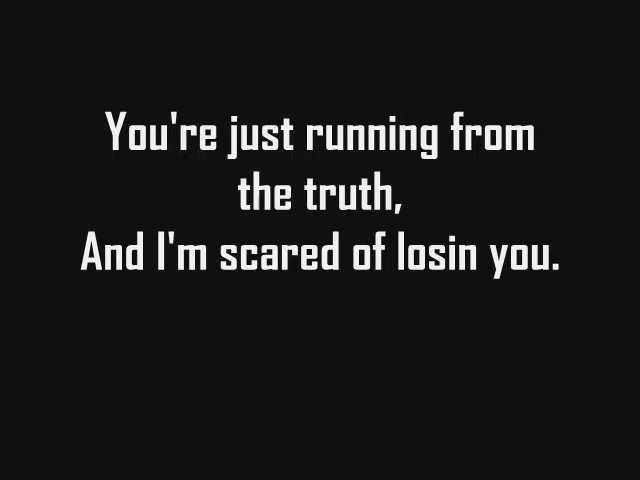 You're just running from
the truth,
And I'm scared of losin you.